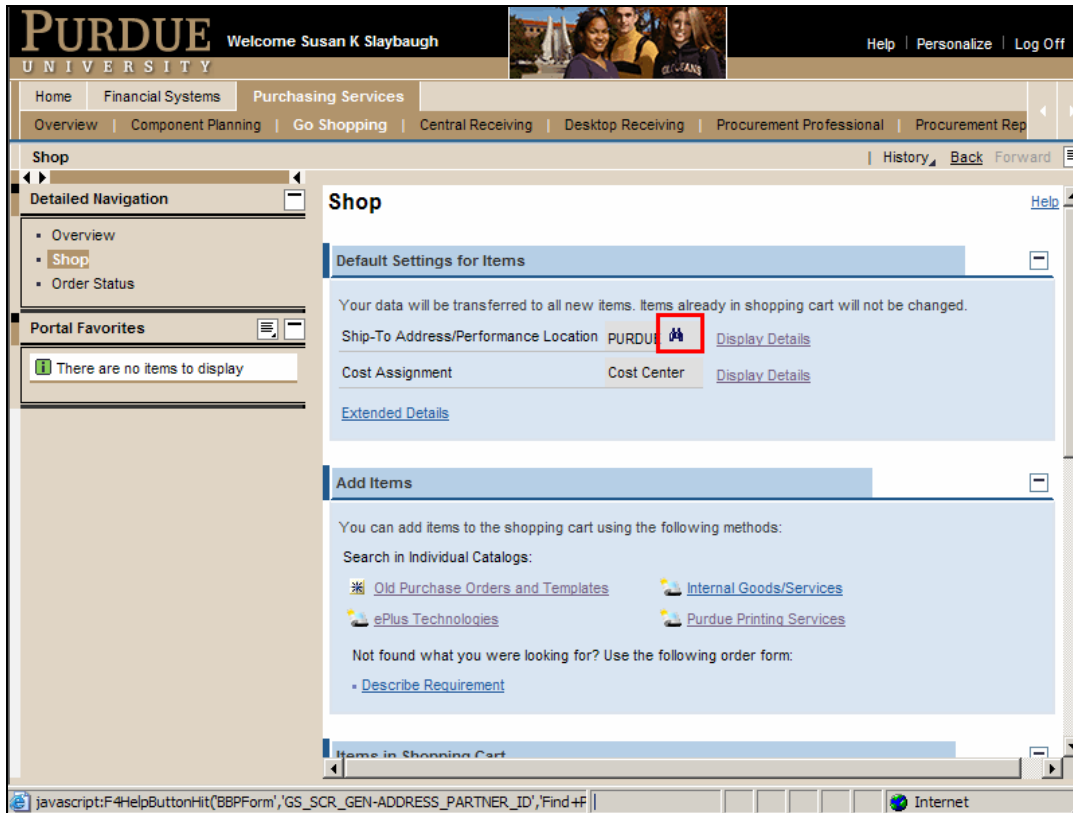 PURDUE
UNIVERSITY
Welcome Susan K Slaybaugh
Help | Personalize | Log Off
Home Financial Systems Purchasing Services
Overview | Component Planning | Go Shopping | Central Receiving | Desktop Receiving | Procurement Professional | Procurement Rep
Shop
| History Back Forward
Detailed Navigation
Overview
Shop
Order Status
Portal Favorites
There are no items to display
Shop Help
Default Settings for Items
Your data will be transferred to all new items. Items already in shopping cart will not be changed.
Ship-To Address/Performance Location PURDUE Display Details
Cost Assignment Cost Center Display Details
Extended Details
Add Items
You can add items to the shopping cart using the following methods:
Search in Individual Catalogs:
Old Purchase Orders and Templates Internal Goods/Services
ePlus Technologies Purdue Printing Services
Not found what you were looking for? Use the following order form:
Describe Requirement
Items in Shopping Cart
javascript:F4HelpButtonHit('BBPForm','GS_SCR_GEN-ADDRESS_PARTNER_ID','Find+F
Internet